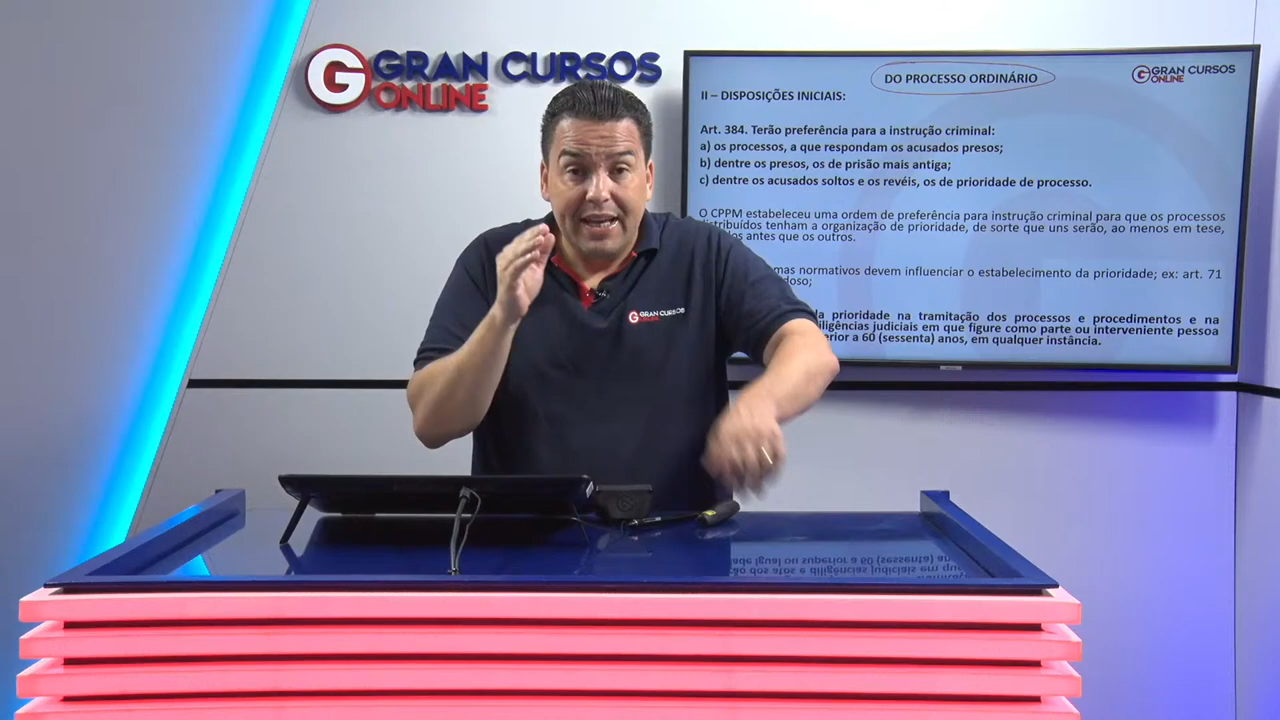 GRAN CURSOS
ONLINE
DO PROCESSO ORDINÁRIO
GRAN CURSOS
ONLINE
II – DISPOSIÇÕES INICIAIS:
Art. 384. Terão preferência para a instrução criminal:
a) os processos, a que respondam os acusados presos;
b) dentre os presos, os de prisão mais antiga;
c) dentre os acusados soltos e os revéis, os de prioridade de processo.
O CPPM estabeleceu uma ordem de preferência para instrução criminal para que os processos
tenham a organização de prioridade, de sorte que uns serão, ao menos em tese,
antes que os outros.
normativos devem influenciar o estabelecimento da prioridade; ex: art. 71
prioridade na tramitação dos processos e procedimentos e na
diligências judiciais em que figure como parte ou interveniente pessoa
a 60 (sessenta) anos, em qualquer instância.
GRAN CURSOS
ONLINE